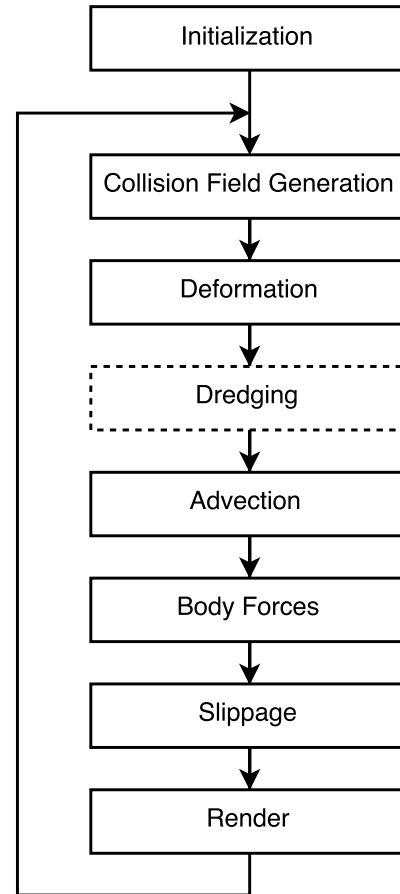 Initialization
Collision Field Generation
Deformation
Dredging
Advection
Body Forces
Slippage
Render